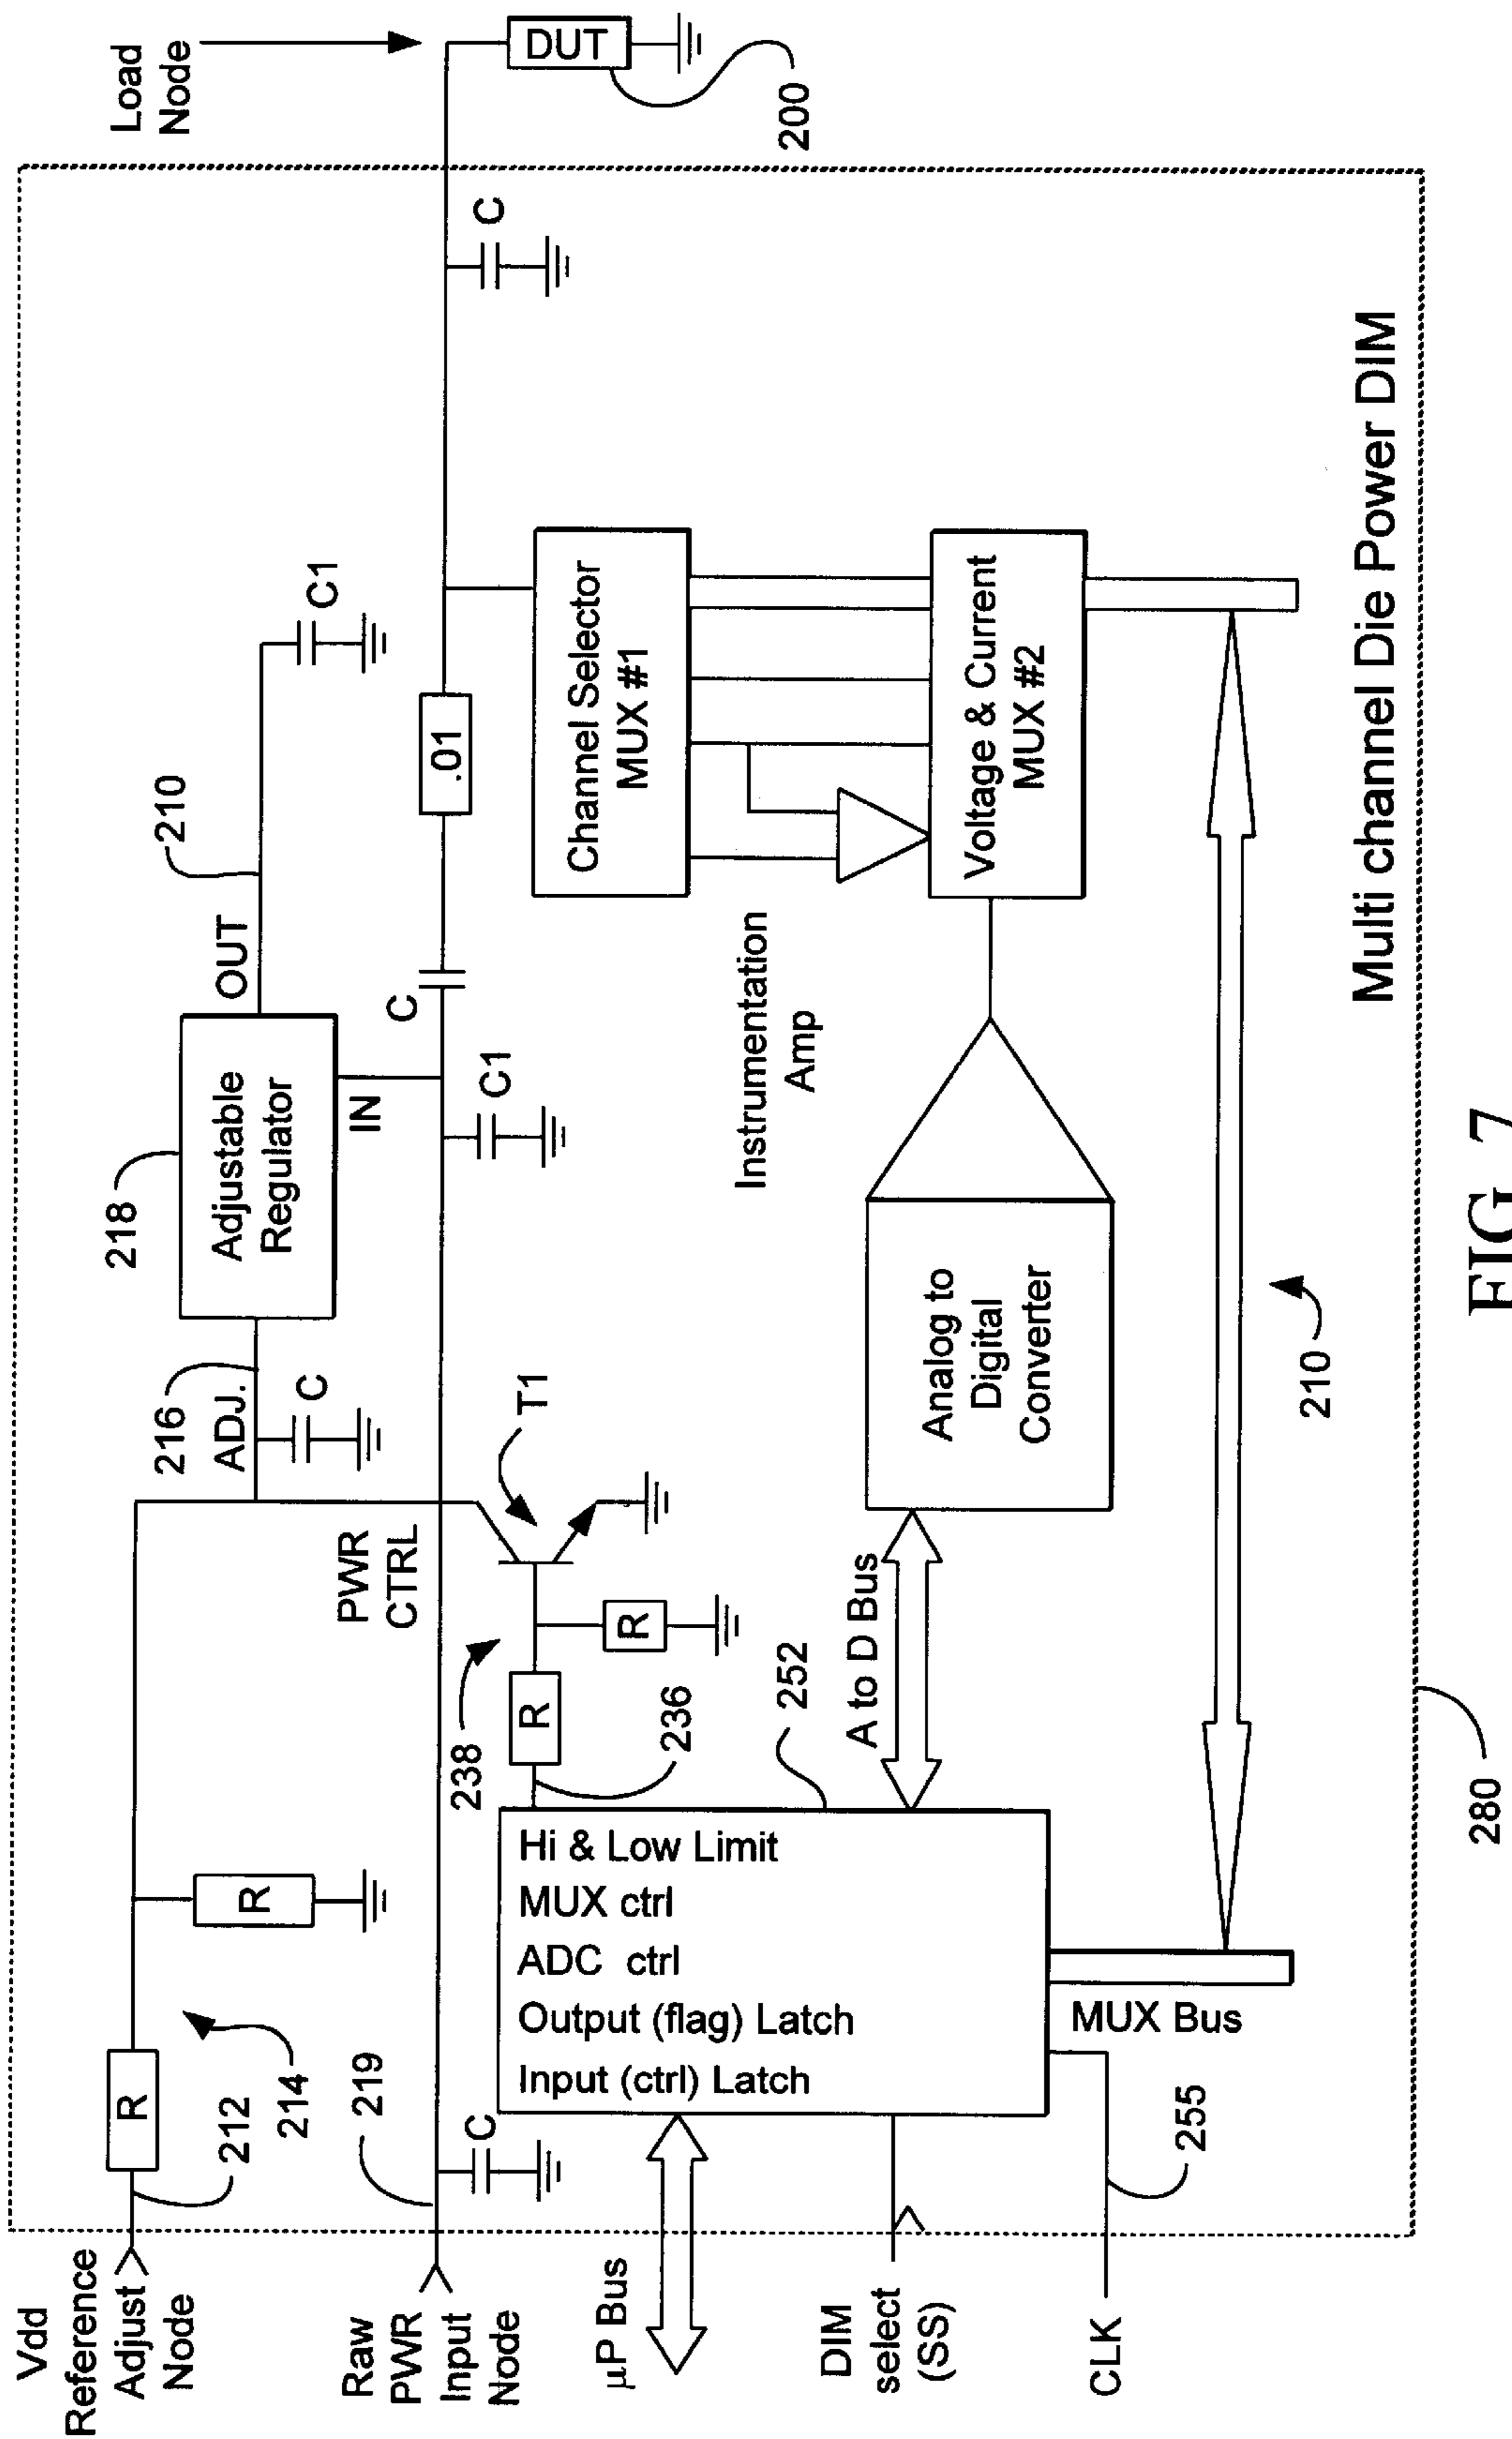 Vdd
Reference
Adjust
Node
212
R
214
R
Raw
PWR
Input
Node
219
C
PWR
CTRL
216
ADJ.
C
218
Adjustable
Regulator
IN
OUT
210
C1
C1
C
.01
C
Load
Node
DUT
200
238
R
236
R
T1
µP Bus
DIM
select
(SS)
CLK
255
Hi & Low Limit
MUX ctrl
ADC ctrl
Output (flag) Latch
Input (ctrl) Latch
252
MUX Bus
A to D Bus
Analog to
Digital
Converter
Instrumentation
Amp
Channel Selector
MUX #1
Voltage & Current
MUX #2
210
Multi channel Die Power DIM
280
FIG. 7